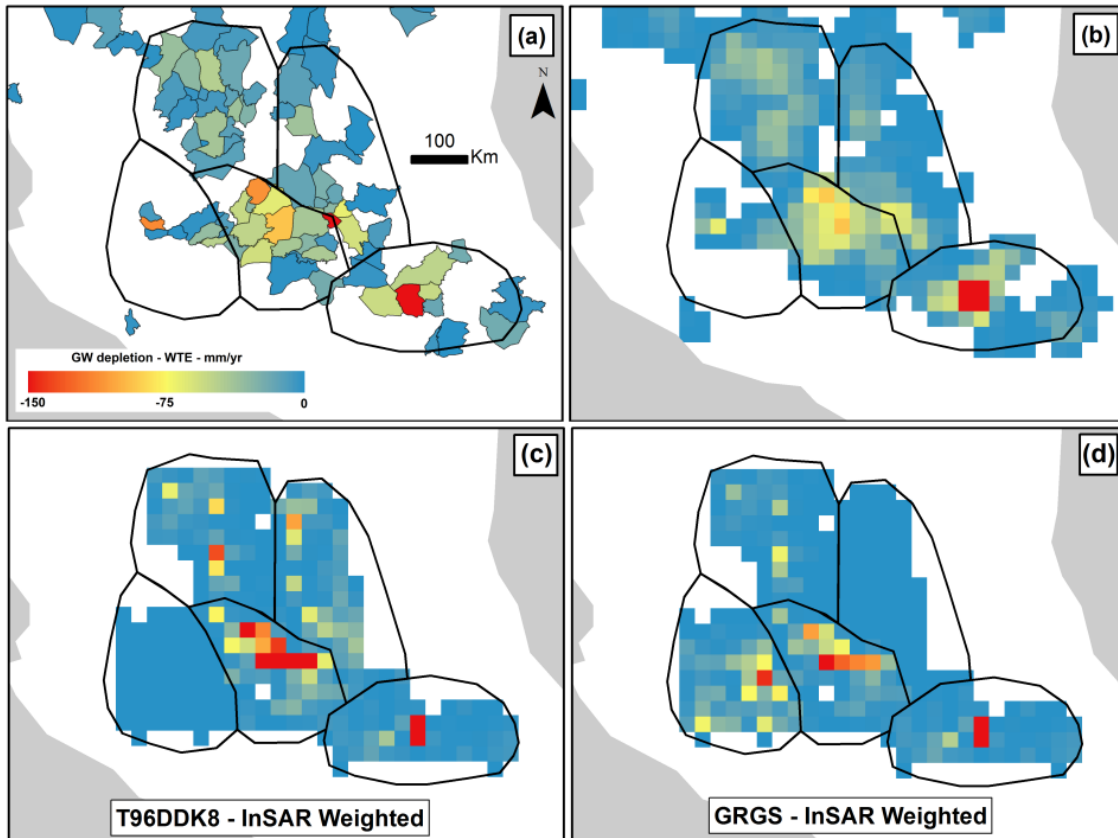 (a)
N
100
Km
GW depletion - WTE - mm/yr
-150
-75
0
(b)
(c)
T96DDK8 - InSAR Weighted
(d)
GRGS - InSAR Weighted